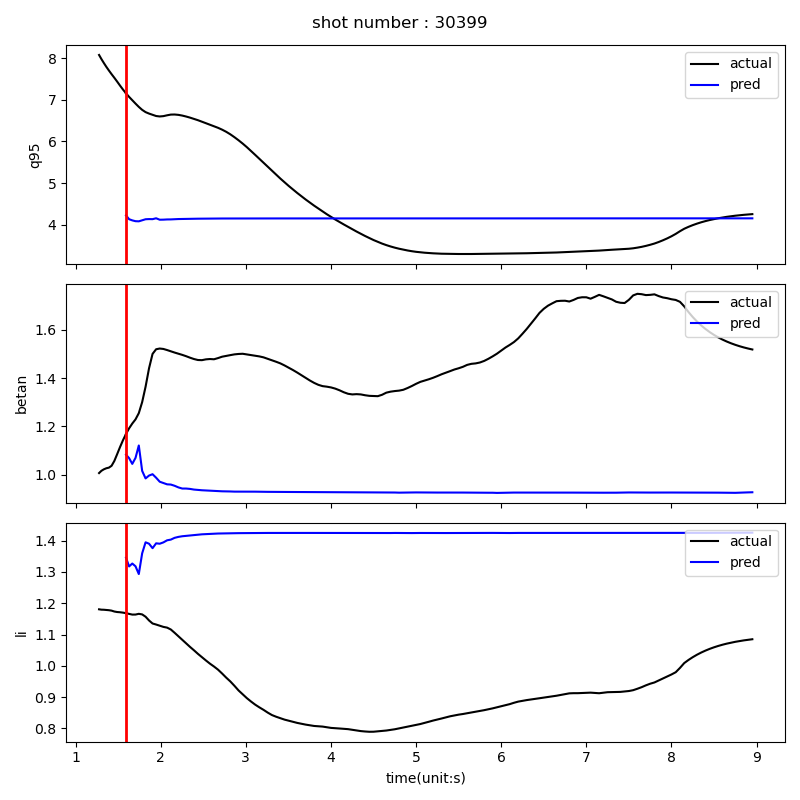 shot number : 30399
8
7
6
5
4
q95
actual
pred
1.6
1.4
1.2
1.0
betan
actual
pred
1.4
1.3
1.2
1.1
1.0
0.9
0.8
li
actual
pred
1 2 3 4 5 6 7 8 9
time(unit:s)